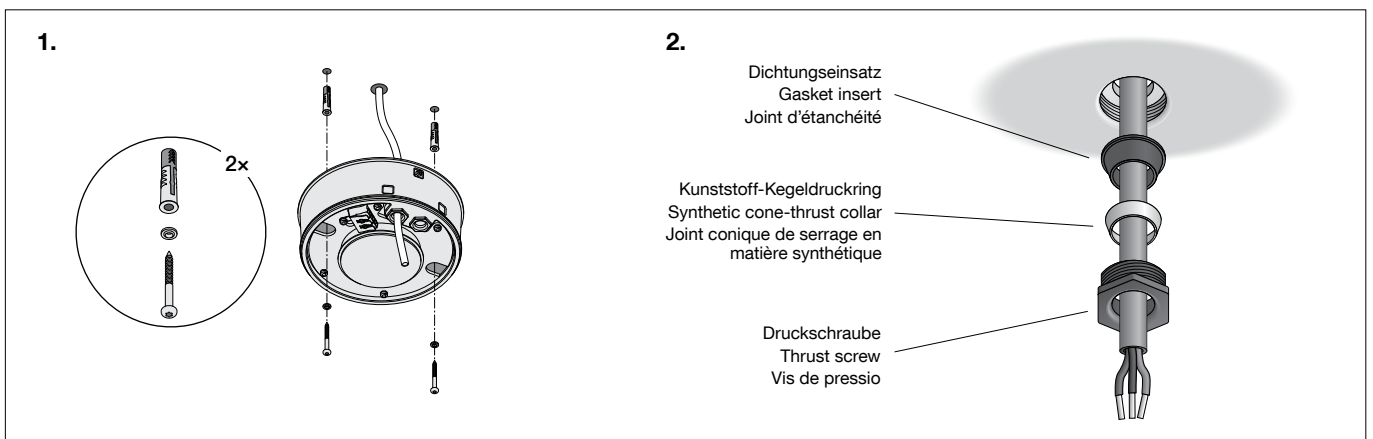 1.
2×
2.
Dichtungseinsatz
Gasket insert
Joint d'étanchéité
Kunststoff-Kegeldruckring
Synthetic cone-thrust collar
Joint conique de serrage en
matière synthétique
Druckschraube
Thrust screw
Vis de pressio